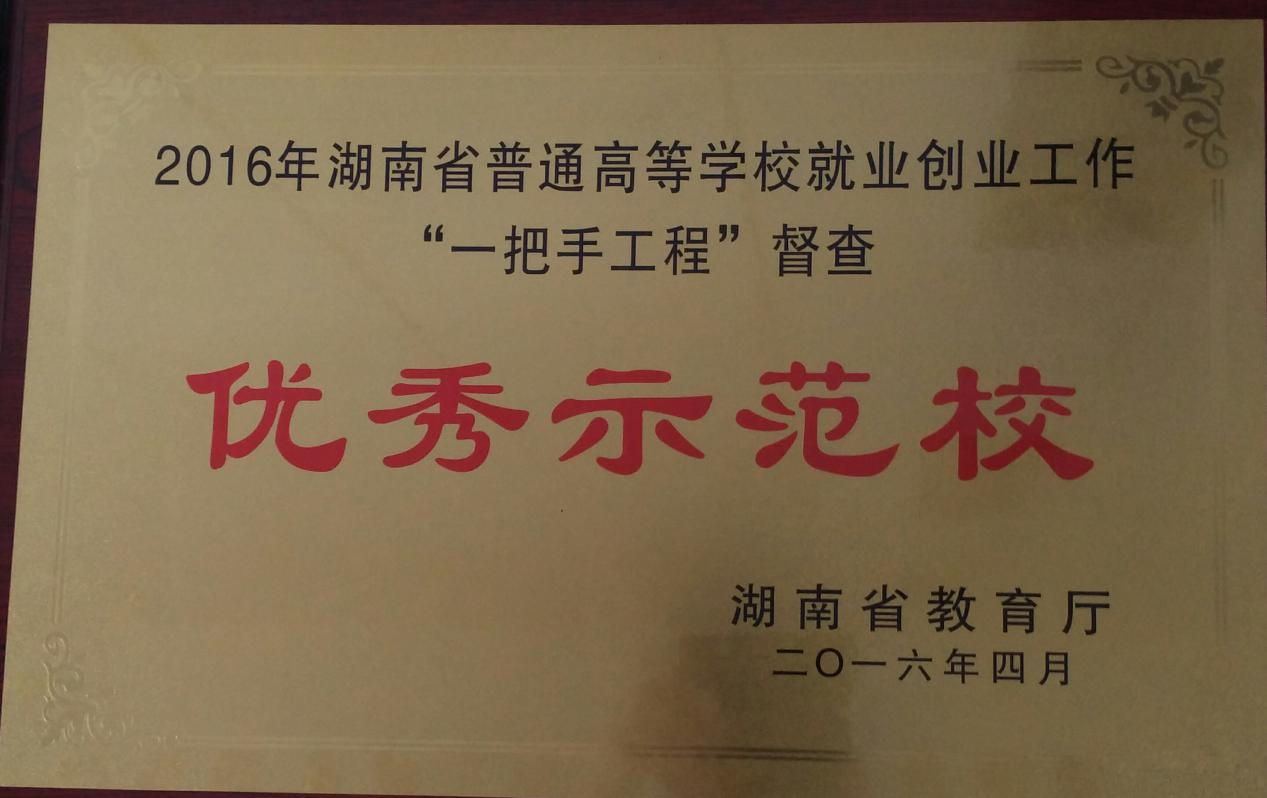 2016年湖南省普通高等学校就业创业工作
“一把手工程”督查
优秀示范校
湖南省教育厅
二〇一六年四月